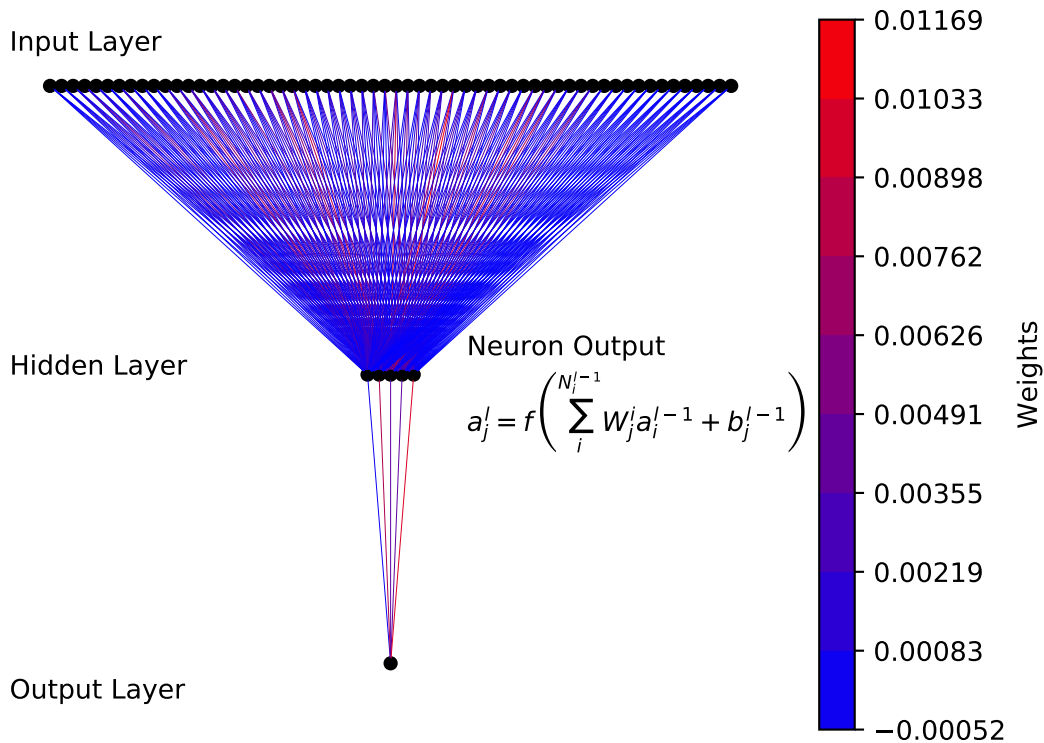 Input Layer
Hidden Layer
Neuron Output
a_j^l = f(∑_i^{N_i^{l−1}} W_j^i a_i^{l−1} + b_j^{l−1})
Output Layer
0.01169
0.01033
0.00898
0.00762
0.00626
0.00491
0.00355
0.00219
0.00083
−0.00052
Weights